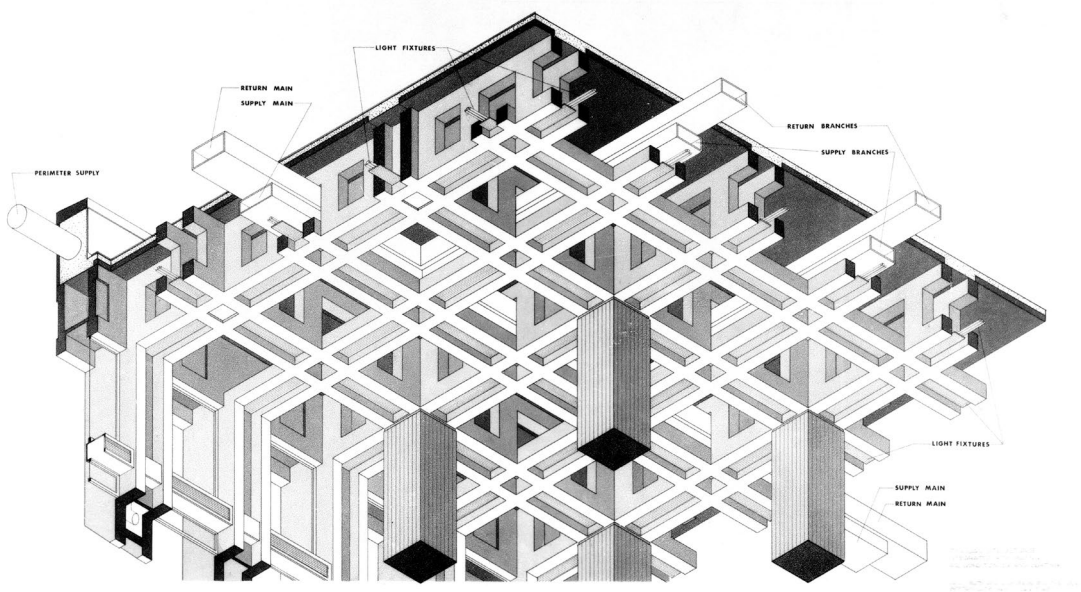 LIGHT FIXTURES
RETURN MAIN
SUPPLY MAIN
RETURN BRANCHES
SUPPLY BRANCHES
PERIMETER SUPPLY
LIGHT FIXTURES
SUPPLY MAIN
RETURN MAIN